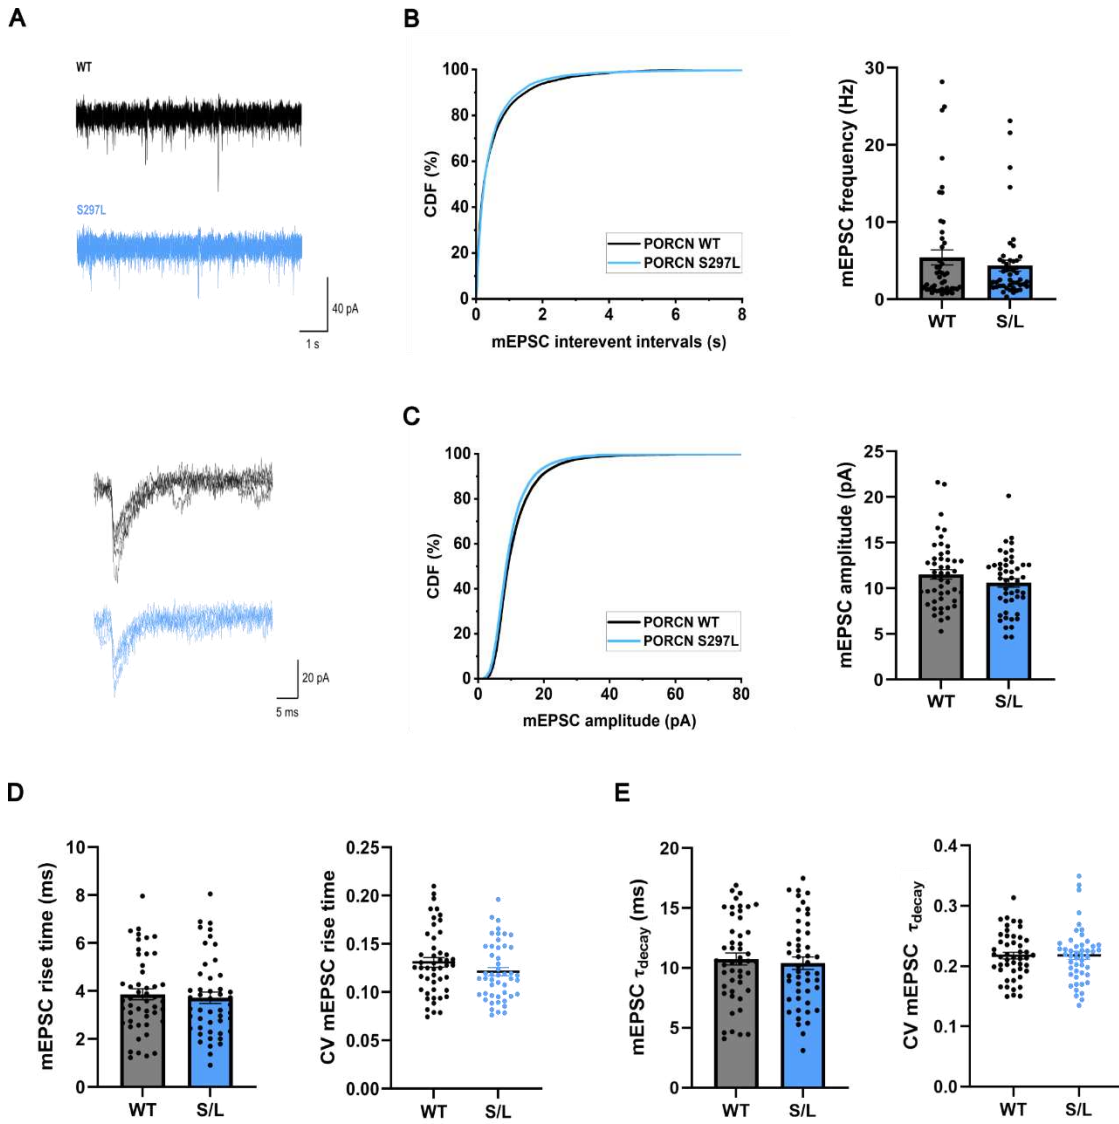 A
WT
S297L
40 pA
1 s
20 pA
5 ms
B
CDF (%)
100
80
60
40
20
0
PORCN WT
PORCN S297L
0 2 4 6 8
mEPSC interevent intervals (s)
mEPSC frequency (Hz)
30
20
10
0
WT S/L
C
CDF (%)
100
80
60
40
20
0
PORCN WT
PORCN S297L
0 20 40 60 80
mEPSC amplitude (pA)
mEPSC amplitude (pA)
25
20
15
10
5
0
WT S/L
D
mEPSC rise time (ms)
10
8
6
4
2
0
WT S/L
CV mEPSC rise time
0.25
0.20
0.15
0.10
0.05
0.00
WT S/L
E
mEPSC τdecay (ms)
20
15
10
5
0
WT S/L
CV mEPSC τdecay
0.4
0.3
0.2
0.1
0.0
WT S/L